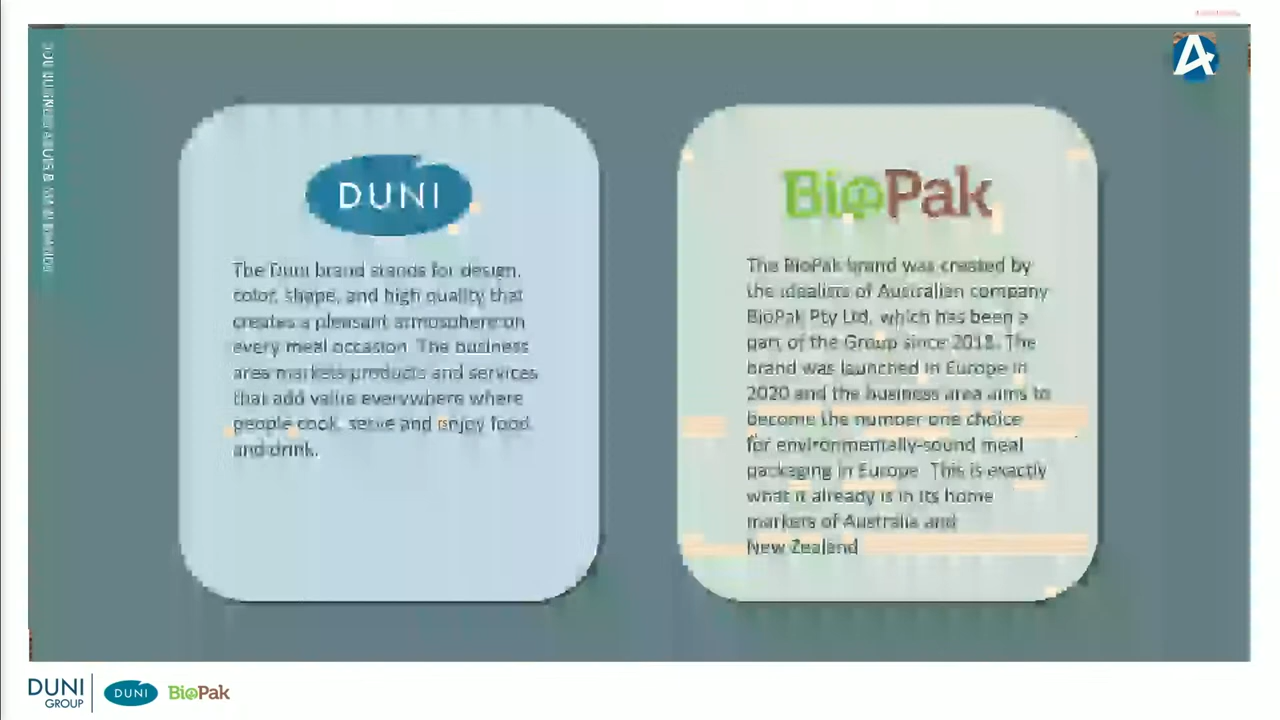 DUNI
The Duni brand stands for design,
color, shape, and high quality that
creates a pleasant atmosphere on
every meal occasion. The business
area markets products and services
that add value everywhere where
people cook, serve and enjoy food
and drink.
BioPak
The BioPak brand was created by
the idealists of Australian company
BioPak Pty Ltd, which has been a
part of the Group since 2018. The
brand was launched in Europe in
2020 and the business area aims to
become the number one choice
for environmentally-sound meal
packaging in Europe. This is exactly
what it already is in its home
markets of Australia and
New Zealand
DUNI
GROUP
DUNI
BioPak